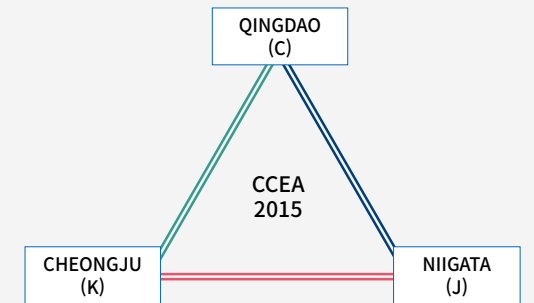 QINGDAO
(C)
CCEA
2015
CHEONGJU
(K)
NIIGATA
(J)